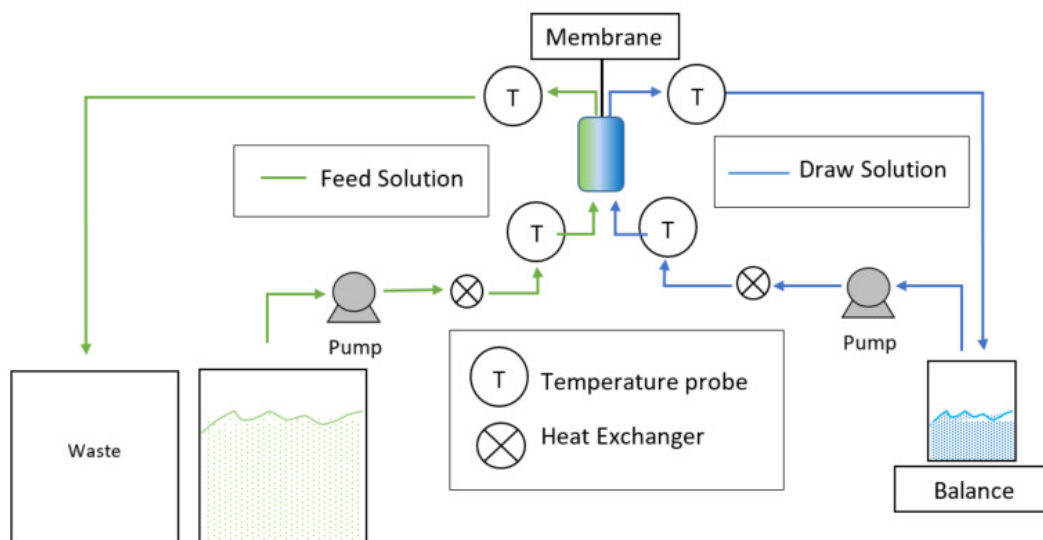 Membrane
T
T
Feed Solution
Draw Solution
T
T
Pump
Pump
T
Temperature probe
Heat Exchanger
Waste
Balance